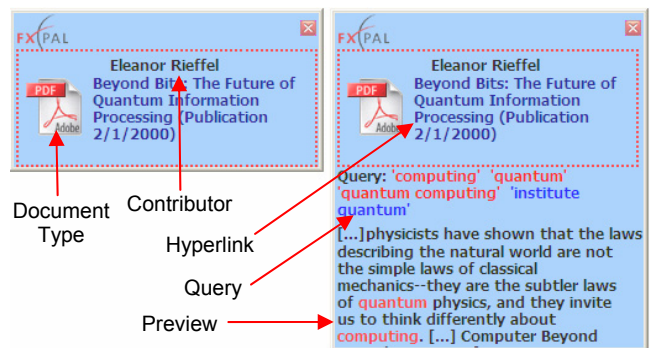 FXPAL
Eleanor Rieffel
Beyond Bits: The Future of
Quantum Information
Processing (Publication
2/1/2000)
PDF
Adobe
Document
Type
Contributor
Hyperlink
Query
Preview
FXPAL
Eleanor Rieffel
Beyond Bits: The Future of
Quantum Information
Processing (Publication
2/1/2000)
PDF
Adobe
Query: 'computing' 'quantum'
'quantum computing' 'institute
quantum'
[...]physicists have shown that the laws
describing the natural world are not
the simple laws of classical
mechanics--they are the subtler laws
of quantum physics, and they invite
us to think differently about
computing. [...] Computer Beyond